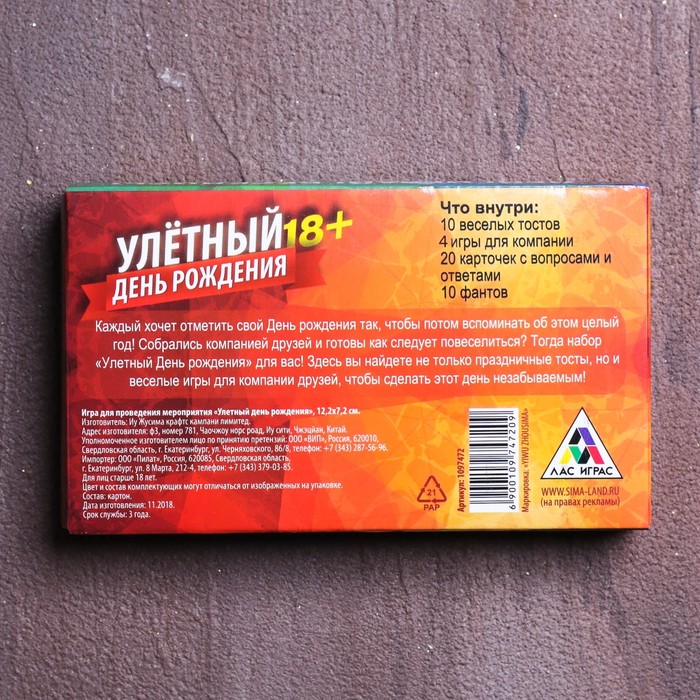 УЛЁТНЫЙ 18+
ДЕНЬ РОЖДЕНИЯ
Что внутри:
10 веселых тостов
4 игры для компании
20 карточек с вопросами и
ответами
10 фантов
Каждый хочет отметить свой День рождения так, чтобы потом вспоминать об этом целый
год! Собрались компанией друзей и готовы как следует повеселиться? Тогда набор
«Улетный День рождения» для вас! Здесь вы найдете не только праздничные тосты, но и
веселые игры для компании друзей, чтобы сделать этот день незабываемым!
Игра для проведения мероприятия «Улетный день рождения», 12,2х7,2 см.
Изготовитель: Иу Жусима крафтс кампани лимитед.
Адрес изготовителя: ф3, номер 781, Чаочжоу норс роад, Иу сити, Чжэцзян, Китай.
Уполномоченное изготовителем лицо по принятию претензий: ООО «ВИП», Россия, 620010,
Свердловская область, г. Екатеринбург, ул. Черняховского, 86/8, телефон: +7 (343) 287-56-96.
Импортер: ООО «Пилат», Россия, 620085, Свердловская область,
г. Екатеринбург, ул. 8 Марта, 212-4, телефон: +7 (343) 379-03-85.
Для лиц старше 18 лет.
Цвет и состав комплектующих могут отличаться от изображенных на упаковке.
Состав: картон.
Дата изготовления: 11.2018.
Срок службы: 3 года.
21
PAP
Артикул: 1097472
6900109747209
Маркировка: «YIWU ZHOUSIMA»
ЛАС ИГРАС
WWW.SIMA-LAND.RU
(на правах рекламы)